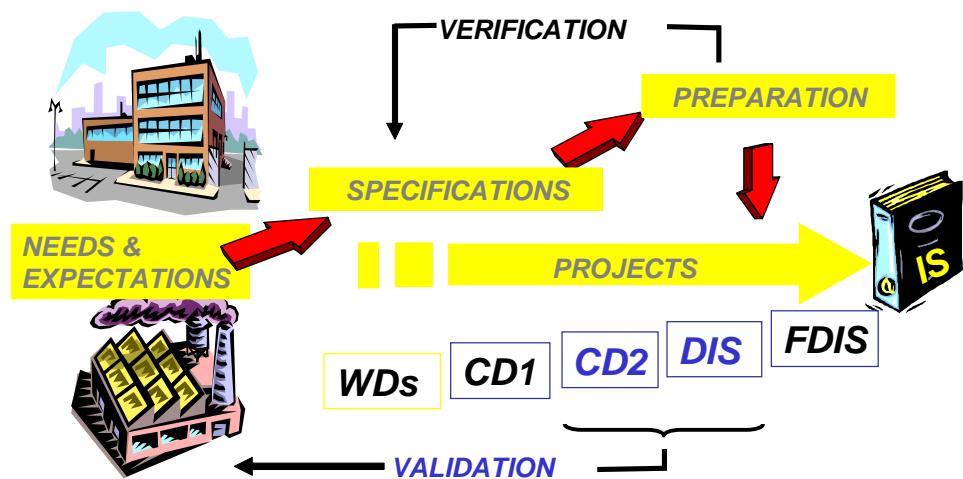 VERIFICATION
PREPARATION
SPECIFICATIONS
NEEDS &
EXPECTATIONS
PROJECTS
IS
WDs
CD1
CD2
DIS
FDIS
VALIDATION